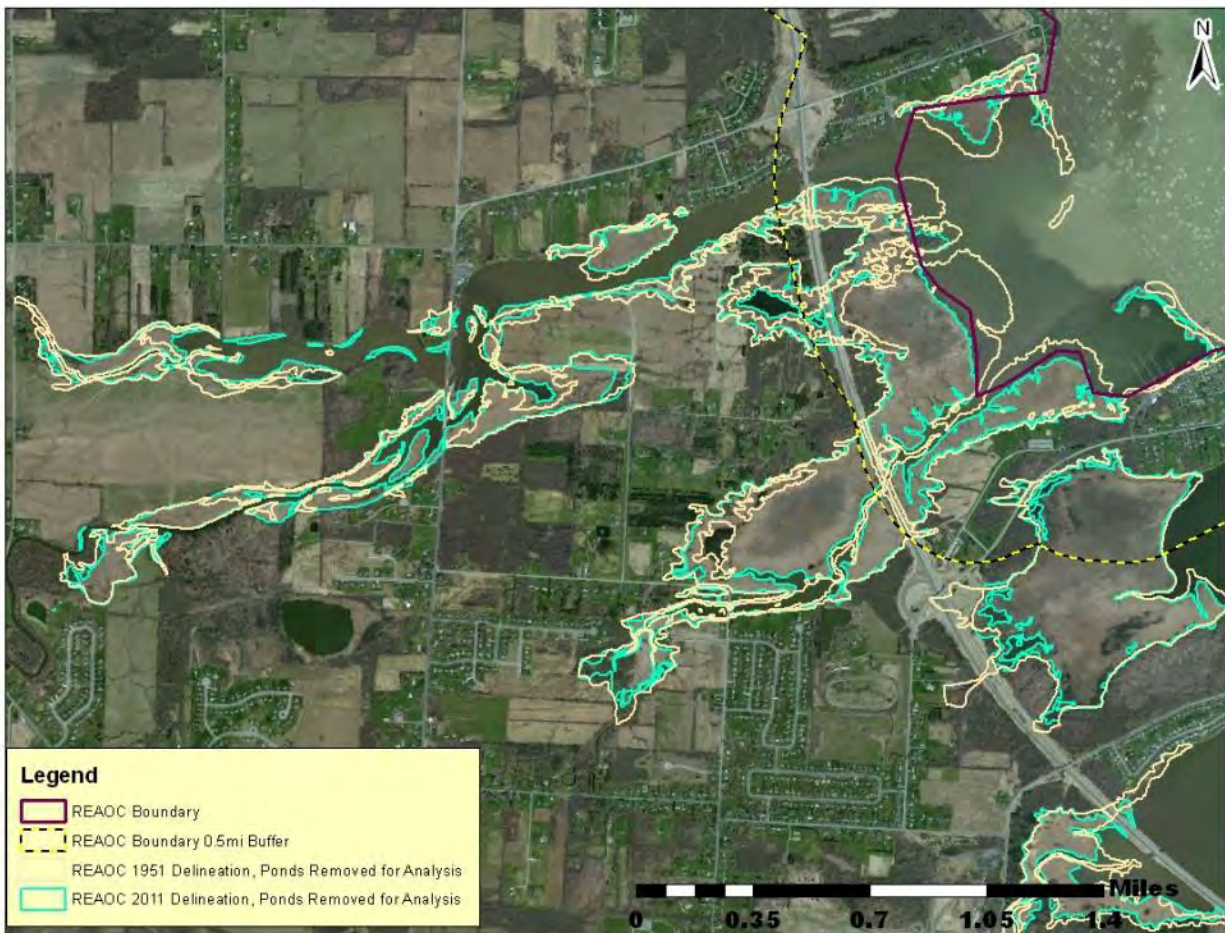 N
Legend
REAOC Boundary
REAOC Boundary 0.5mi Buffer
REAOC 1951 Delineation, Ponds Removed for Analysis
REAOC 2011 Delineation, Ponds Removed for Analysis
Miles
0 0.35 0.7 1.05 1.4